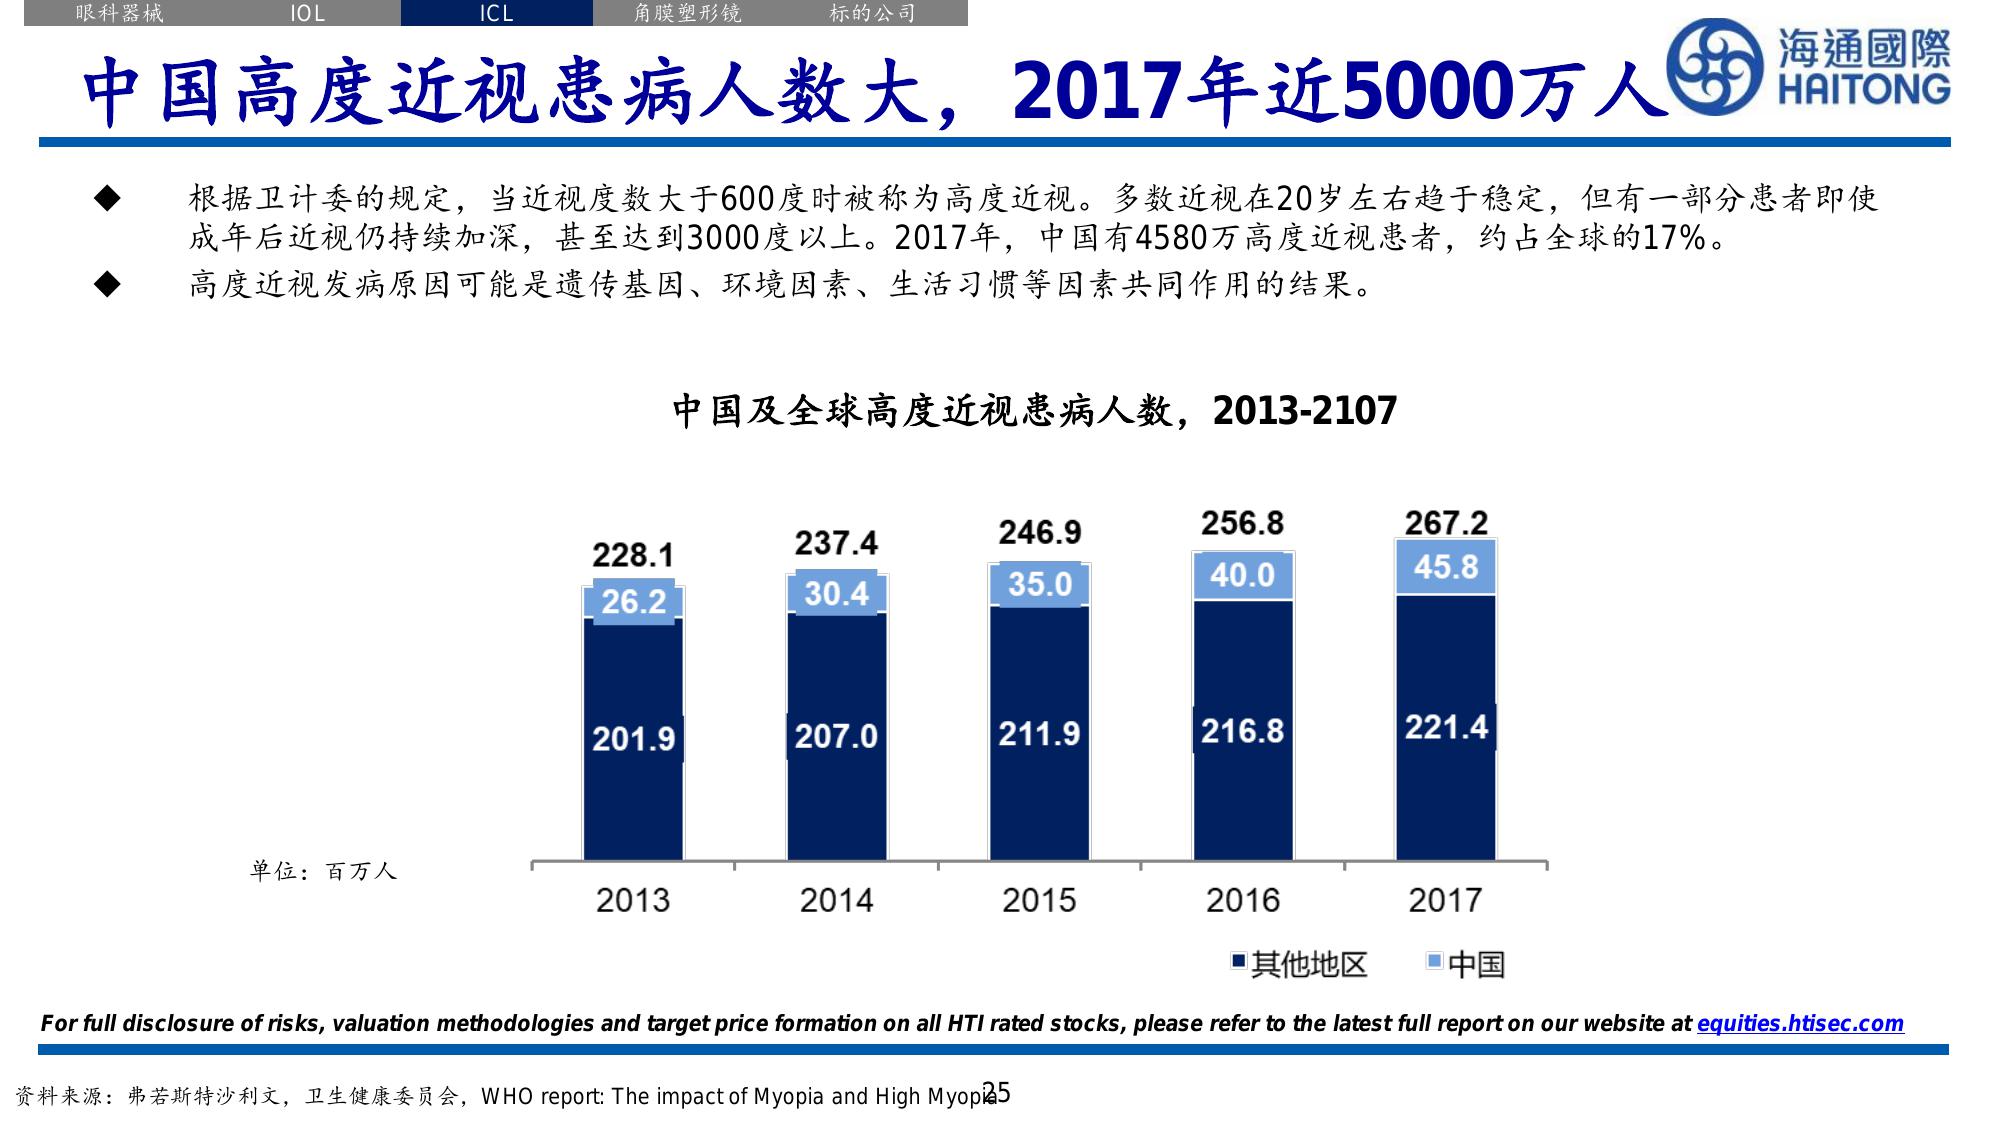 眼科器械 IOL ICL 角膜塑形镜 标的公司
中国高度近视患病人数大，2017年近5000万人
海通國際
HAITONG
◆ 根据卫计委的规定，当近视度数大于600度时被称为高度近视。多数近视在20岁左右趋于稳定，但有一部分患者即使
成年后近视仍持续加深，甚至达到3000度以上。2017年，中国有4580万高度近视患者，约占全球的17%。
◆ 高度近视发病原因可能是遗传基因、环境因素、生活习惯等因素共同作用的结果。
中国及全球高度近视患病人数，2013-2107
228.1 237.4 246.9 256.8 267.2
26.2 30.4 35.0 40.0 45.8
201.9 207.0 211.9 216.8 221.4
单位：百万人
2013 2014 2015 2016 2017
其他地区 中国
For full disclosure of risks, valuation methodologies and target price formation on all HTI rated stocks, please refer to the latest full report on our website at equities.htisec.com
资料来源：弗若斯特沙利文，卫生健康委员会，WHO report: The impact of Myopia and High Myopia
25